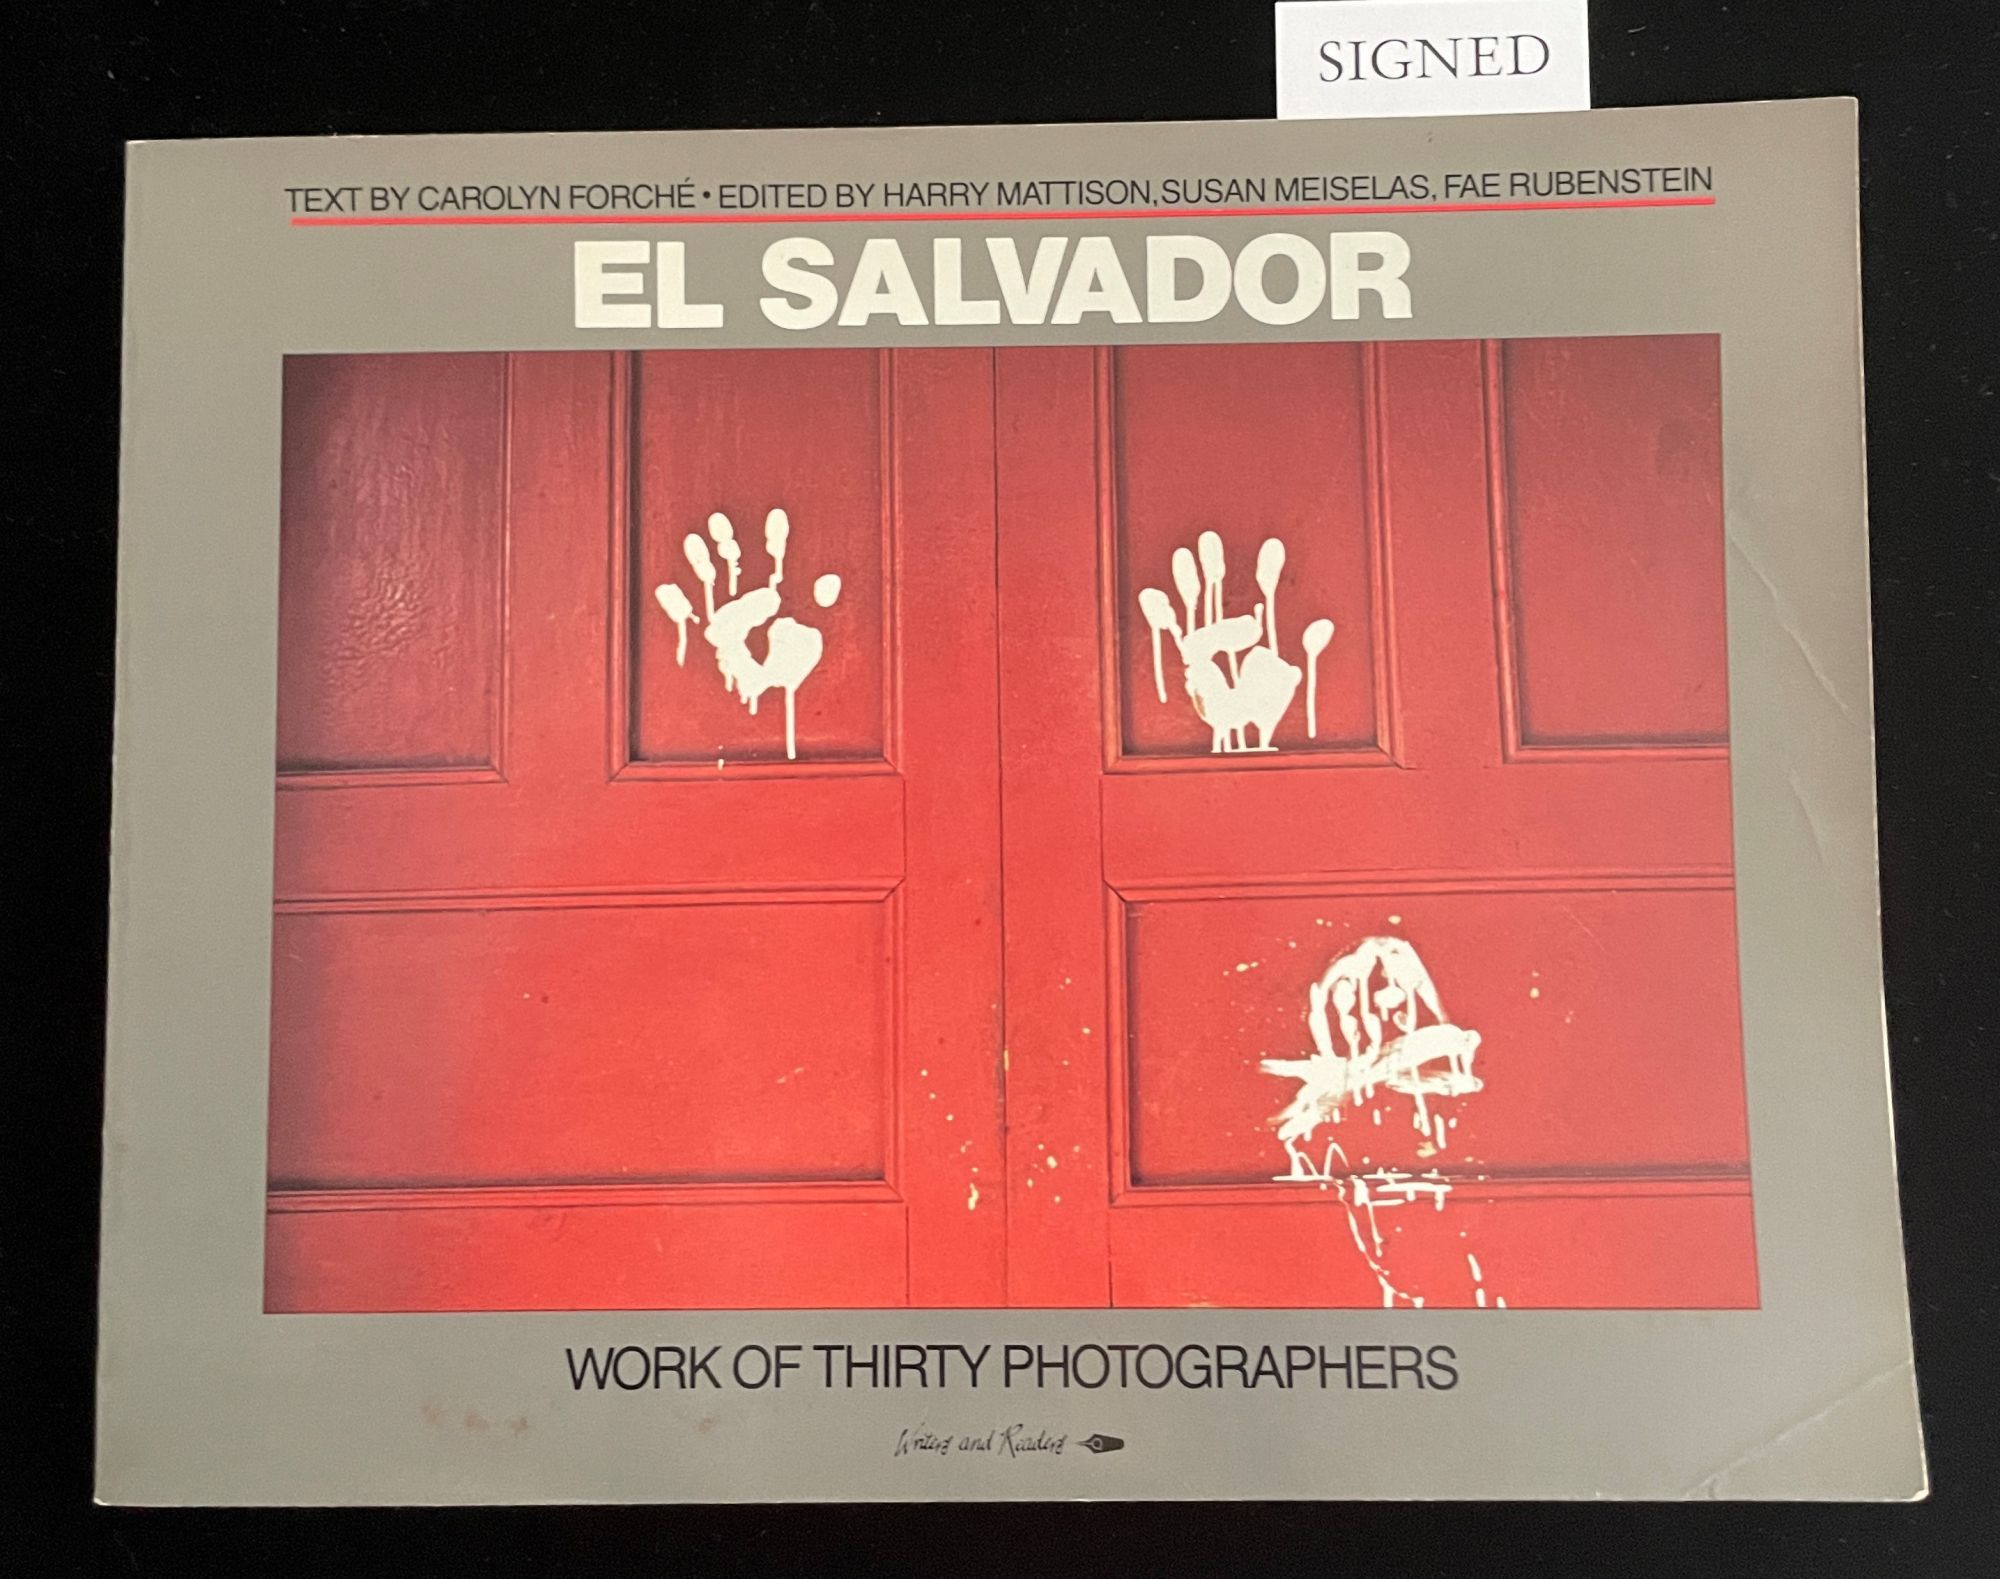 SIGNED
TEXT BY CAROLYN FORCHÉ • EDITED BY HARRY MATTISON, SUSAN MEISELAS, FAE RUBENSTEIN
EL SALVADOR
WORK OF THIRTY PHOTOGRAPHERS
Writers and Readers